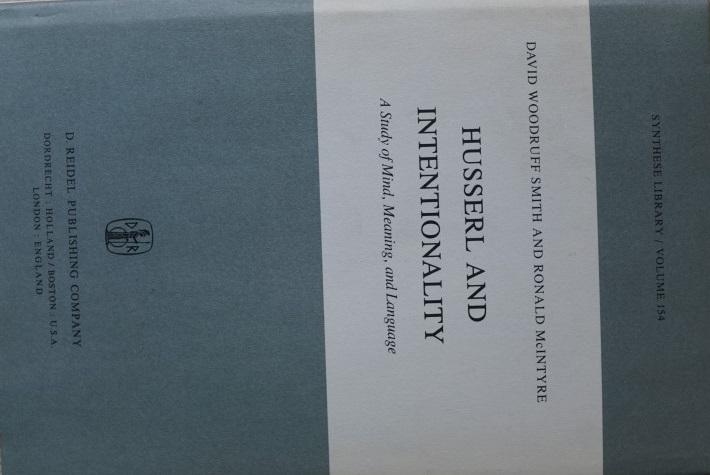 SYNTHESE LIBRARY / VOLUME 154
DAVID WOODRUFF SMITH AND RONALD McINTYRE
HUSSERL AND
INTENTIONALITY
A Study of Mind, Meaning, and Language
D R
D. REIDEL PUBLISHING COMPANY
DORDRECHT : HOLLAND / BOSTON : U.S.A.
LONDON : ENGLAND